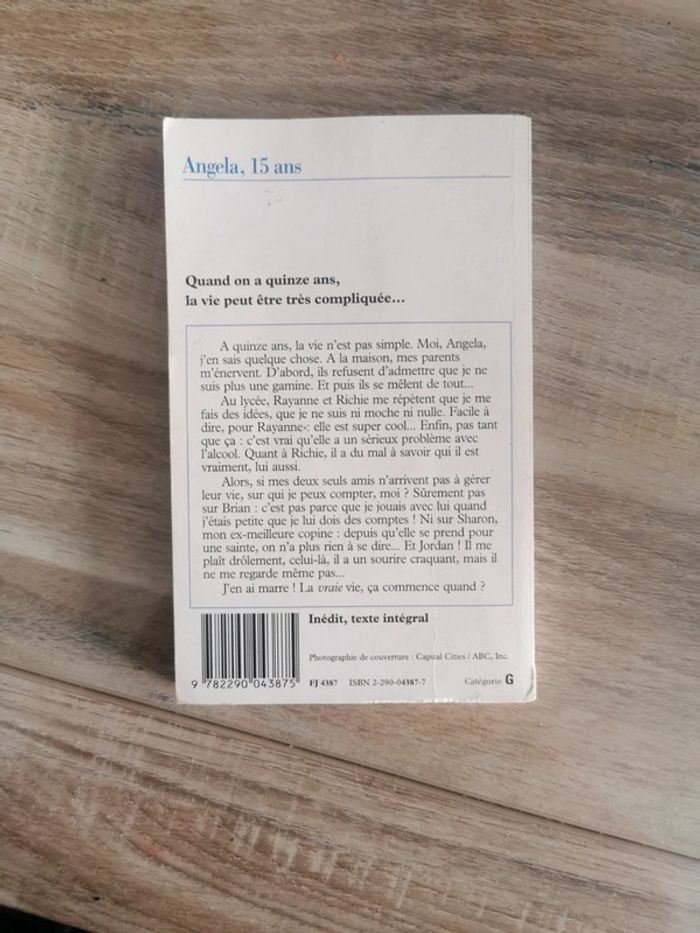 Angela, 15 ans
Quand on a quinze ans,
la vie peut être très compliquée...
A quinze ans, la vie n'est pas simple. Moi, Angela,
j'en sais quelque chose. A la maison, mes parents
m'énervent. D'abord, ils refusent d'admettre que je ne
suis plus une gamine. Et puis ils se mêlent de tout...
Au lycée, Rayanne et Richie me répètent que je me
fais des idées, que je ne suis ni moche ni nulle. Facile à
dire, pour Rayanne : elle est super cool... Enfin, pas tant
que ça : c'est vrai qu'elle a un sérieux problème avec
l'alcool. Quant à Richie, il a du mal à savoir qui il est
vraiment, lui aussi.
Alors, si mes deux seuls amis n'arrivent pas à gérer
leur vie, sur qui je peux compter, moi ? Sûrement pas
sur Brian : c'est pas parce que je jouais avec lui quand
j'étais petite que je lui dois des comptes ! Ni sur Sharon,
mon ex-meilleure copine : depuis qu'elle se prend pour
une sainte, on n'a plus rien à se dire... Et Jordan ! Il me
plaît drôlement, celui-là, il a un sourire craquant, mais il
ne me regarde même pas...
J'en ai marre ! La vraie vie, ça commence quand ?
Inédit, texte intégral
Photographie de couverture : Capital Cities / ABC, Inc.
9 782290 043875 FJ 4387 ISBN 2-290-04387-7 Catégorie G